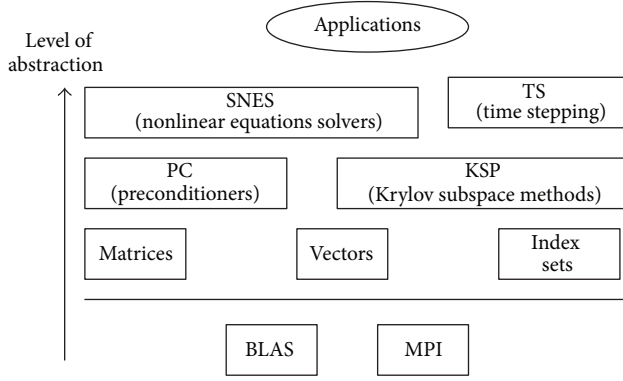 Applications
Level of
abstraction
SNES
(nonlinear equations solvers)
TS
(time stepping)
PC
(preconditioners)
KSP
(Krylov subspace methods)
Matrices
Vectors
Index
sets
BLAS
MPI